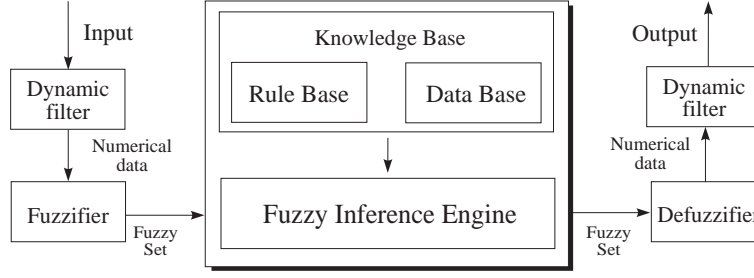 Input
Dynamic
filter
Numerical
data
Fuzzifier
Fuzzy
Set
Knowledge Base
Rule Base
Data Base
Fuzzy Inference Engine
Output
Dynamic
filter
Numerical
data
Defuzzifier
Fuzzy
Set